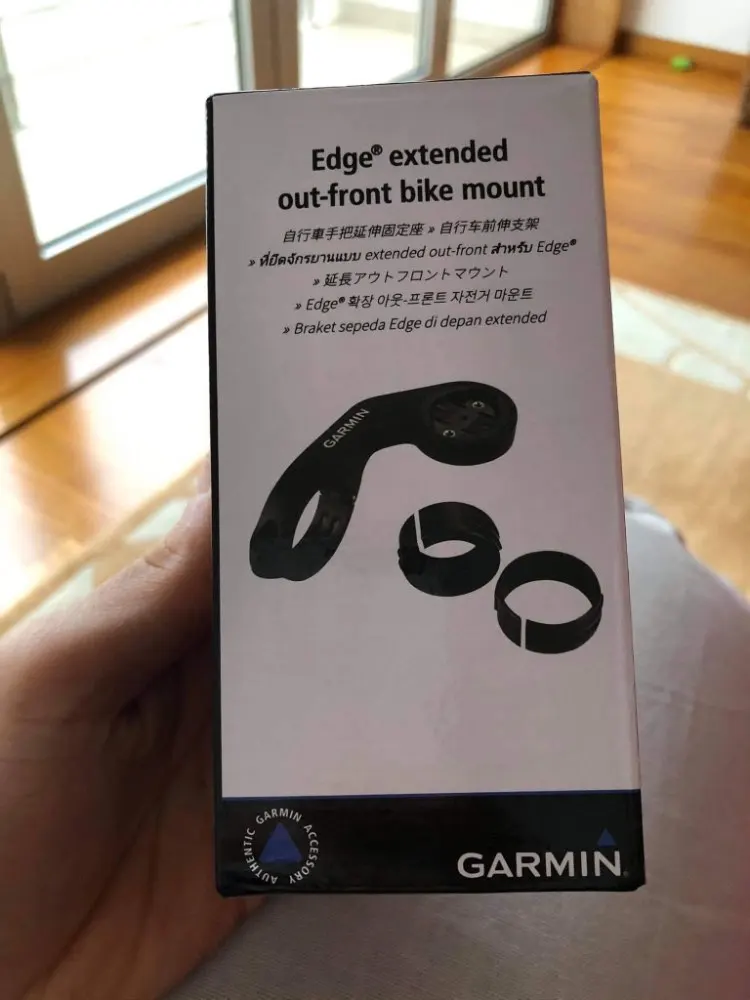 Edge® extended
out-front bike mount
自行車手把延伸固定座 » 自行车前伸支架
» ที่ยึดจักรยานแบบ extended out-front สำหรับ Edge®
» 延長アウトフロントマウント
» Edge® 확장 아웃-프론트 자전거 마운트
» Braket sepeda Edge di depan extended
GARMIN
AUTHENTIC GARMIN ACCESSORY
GARMIN®